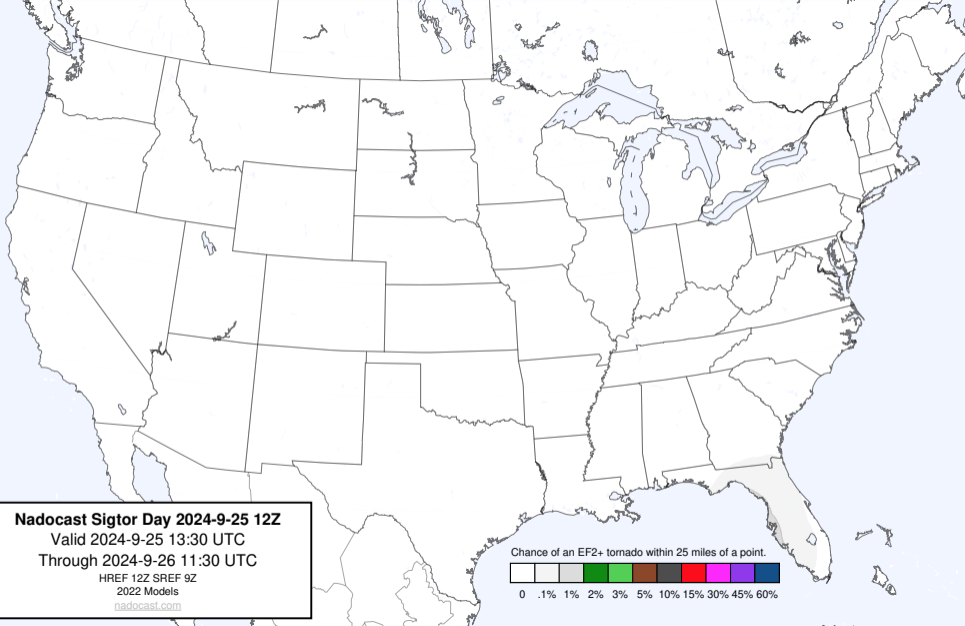 Nadocast Sigtor Day 2024-9-25 12Z
Valid 2024-9-25 13:30 UTC
Through 2024-9-26 11:30 UTC
HREF 12Z SREF 9Z
2022 Models
nadocast.com
Chance of an EF2+ tornado within 25 miles of a point.
0 .1% 1% 2% 3% 5% 10% 15% 30% 45% 60%